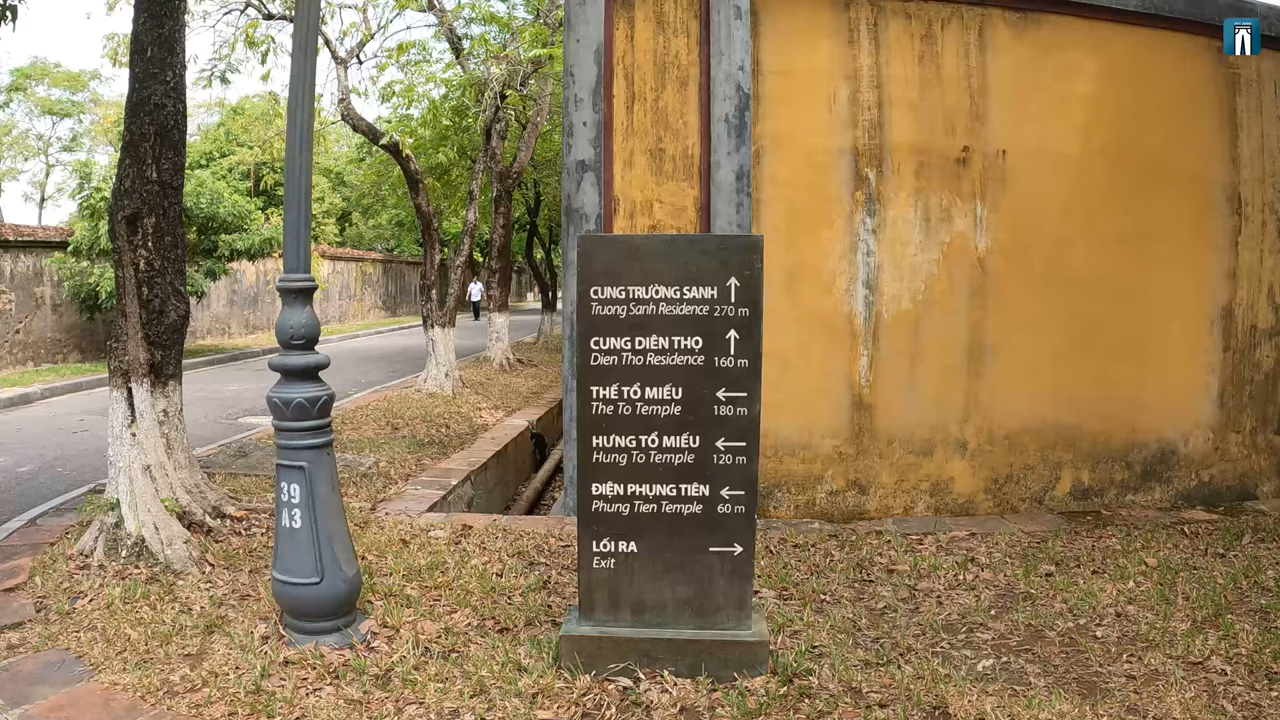 CUNG TRƯỜNG SANH
Truong Sanh Residence 270 m
CUNG DIÊN THỌ
Dien Tho Residence 160 m
THẾ TỔ MIẾU
The To Temple 180 m
HƯNG TỔ MIẾU
Hung To Temple 120 m
ĐIỆN PHỤNG TIÊN
Phung Tien Temple 60 m
LỐI RA
Exit
39
A3